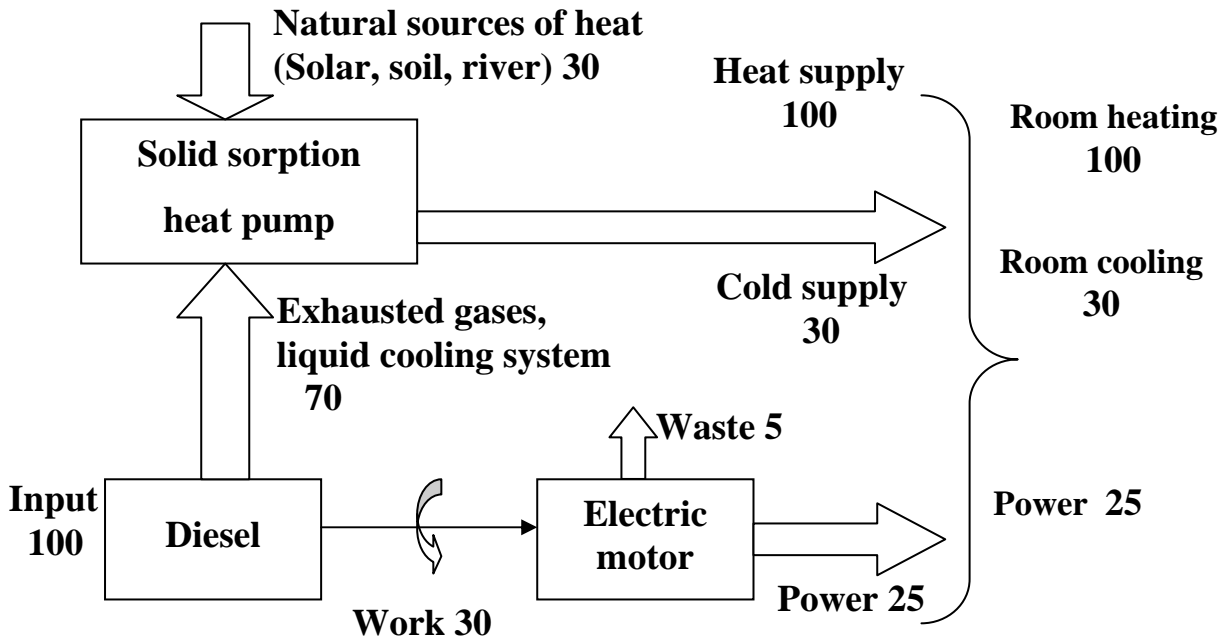 Natural sources of heat
(Solar, soil, river) 30
Heat supply
100
Room heating
100
Solid sorption
heat pump
Room cooling
30
Cold supply
30
Exhausted gases,
liquid cooling system
70
Waste 5
Input
100
Diesel
Electric
motor
Power 25
Power 25
Work 30